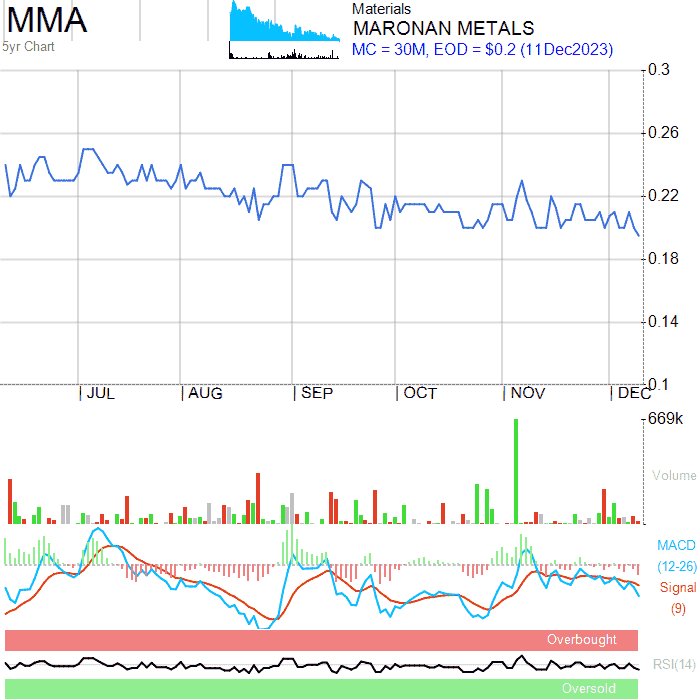 MMA
5yr Chart
Materials
MARONAN METALS
MC = 30M, EOD = $0.2 (11Dec2023)
0.3
0.26
0.22
0.18
0.14
0.1
JUL AUG SEP OCT NOV DEC
669k
Volume
MACD
(12-26)
Signal
(9)
Overbought
RSI(14)
Oversold